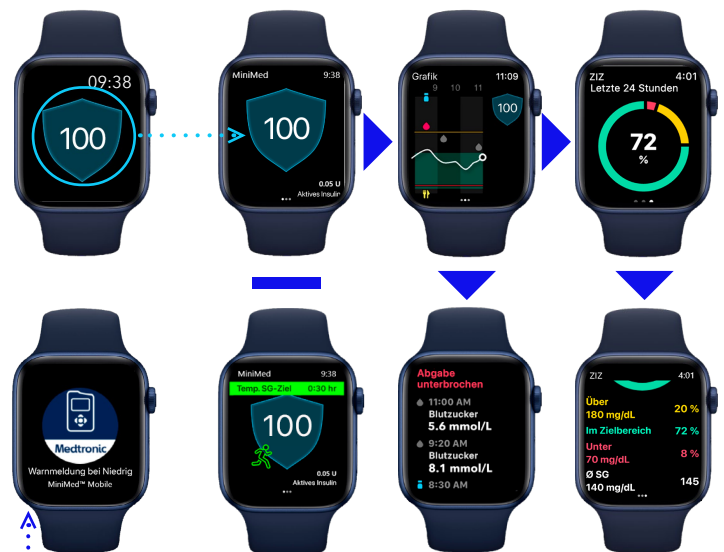 09:38
100
MiniMed 9:38
100
0.05 U
Aktives Insulin
Grafik 11:09
9 10 11
100
ZIZ 4:01
Letzte 24 Stunden
72
%
Medtronic
Warnmeldung bei Niedrig
MiniMed™ Mobile
MiniMed 9:38
Temp. SG-Ziel 0:30 hr
100
0.05 U
Aktives Insulin
Abgabe
unterbrochen
11:00 AM
Blutzucker
5.6 mmol/L
9:20 AM
Blutzucker
8.1 mmol/L
8:30 AM
ZIZ 4:01
Über
180 mg/dL 20 %
Im Zielbereich 72 %
Unter
70 mg/dL 8 %
Ø SG
140 mg/dL 145